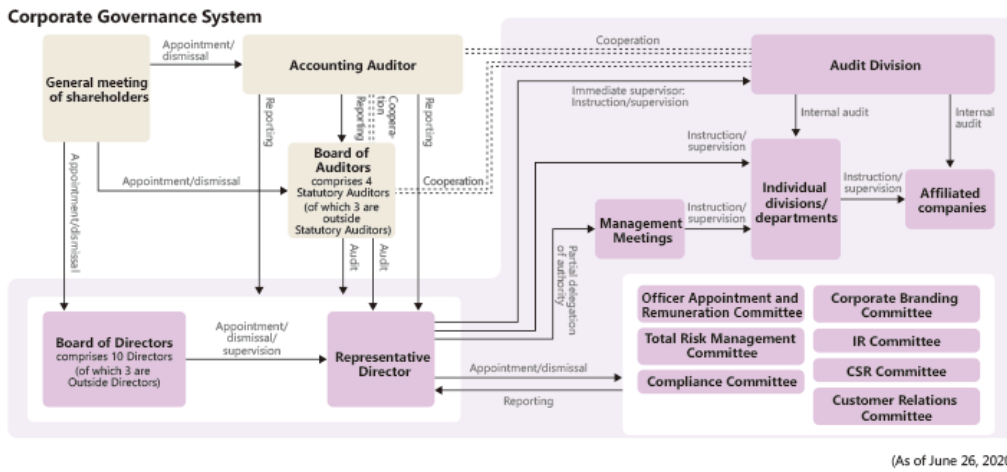 Corporate Governance System
General meeting
of shareholders
Appointment/
dismissal
Accounting Auditor
Cooperation
Audit Division
Immediate supervisor:
Instruction/supervision
Reporting
Reporting
Coopera-
tion
Reporting
Internal audit
Internal
audit
Appointment/dismissal
Appointment/dismissal
Board of
Auditors
comprises 4
Statutory Auditors
(of which 3 are
outside
Statutory Auditors)
Cooperation
Instruction/
supervision
Individual
divisions/
departments
Instruction/
supervision
Affiliated
companies
Management
Meetings
Instruction/
supervision
Audit
Audit
Partial delegation
of authority
Board of Directors
comprises 10 Directors
(of which 3 are
Outside Directors)
Appointment/
dismissal/
supervision
Representative
Director
Appointment/dismissal
Reporting
Officer Appointment and
Remuneration Committee
Total Risk Management
Committee
Compliance Committee
Corporate Branding
Committee
IR Committee
CSR Committee
Customer Relations
Committee
(As of June 26, 2020